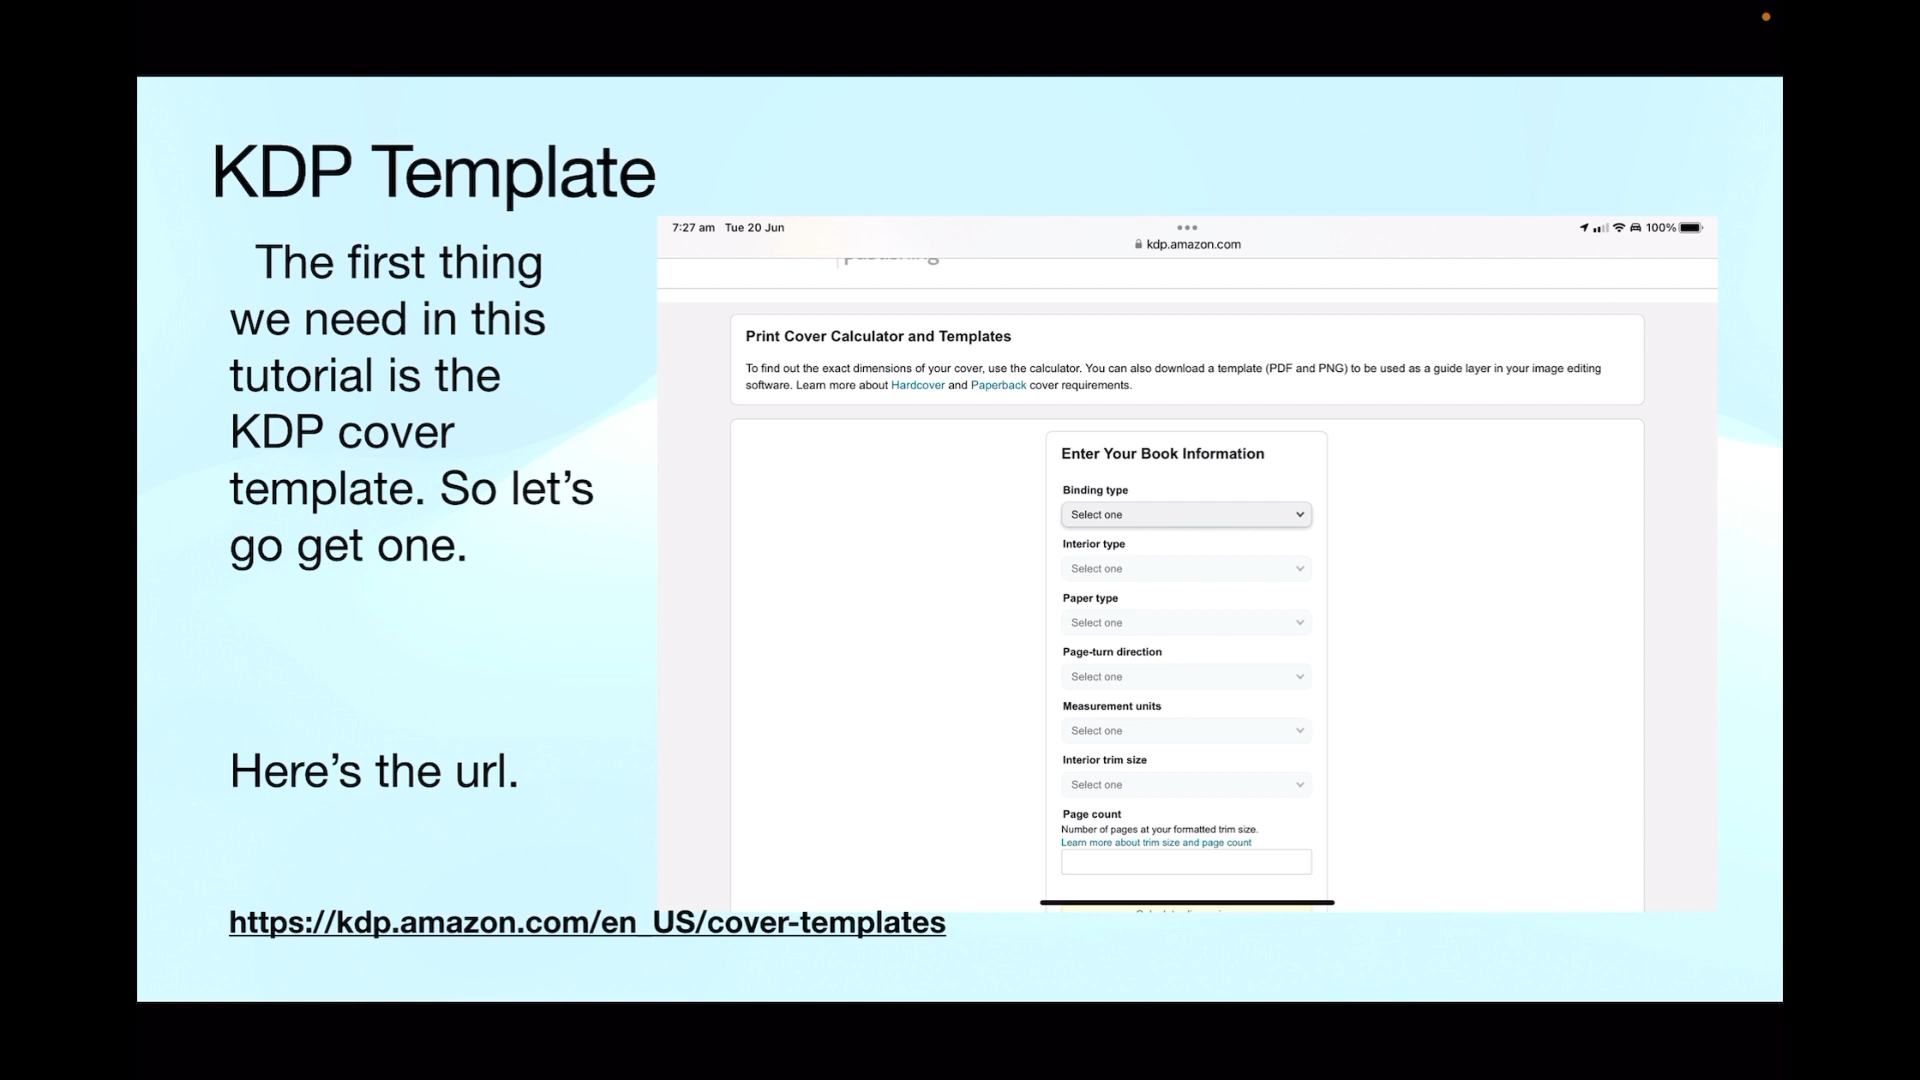 KDP Template
The first thing
we need in this
tutorial is the
KDP cover
template. So let’s
go get one.
Here’s the url.
https://kdp.amazon.com/en_US/cover-templates
7:27 am Tue 20 Jun
100%
kdp.amazon.com
Print Cover Calculator and Templates
To find out the exact dimensions of your cover, use the calculator. You can also download a template (PDF and PNG) to be used as a guide layer in your image editing
software. Learn more about Hardcover and Paperback cover requirements.
Enter Your Book Information
Binding type
Select one
Interior type
Select one
Paper type
Select one
Page-turn direction
Select one
Measurement units
Select one
Interior trim size
Select one
Page count
Number of pages at your formatted trim size.
Learn more about trim size and page count